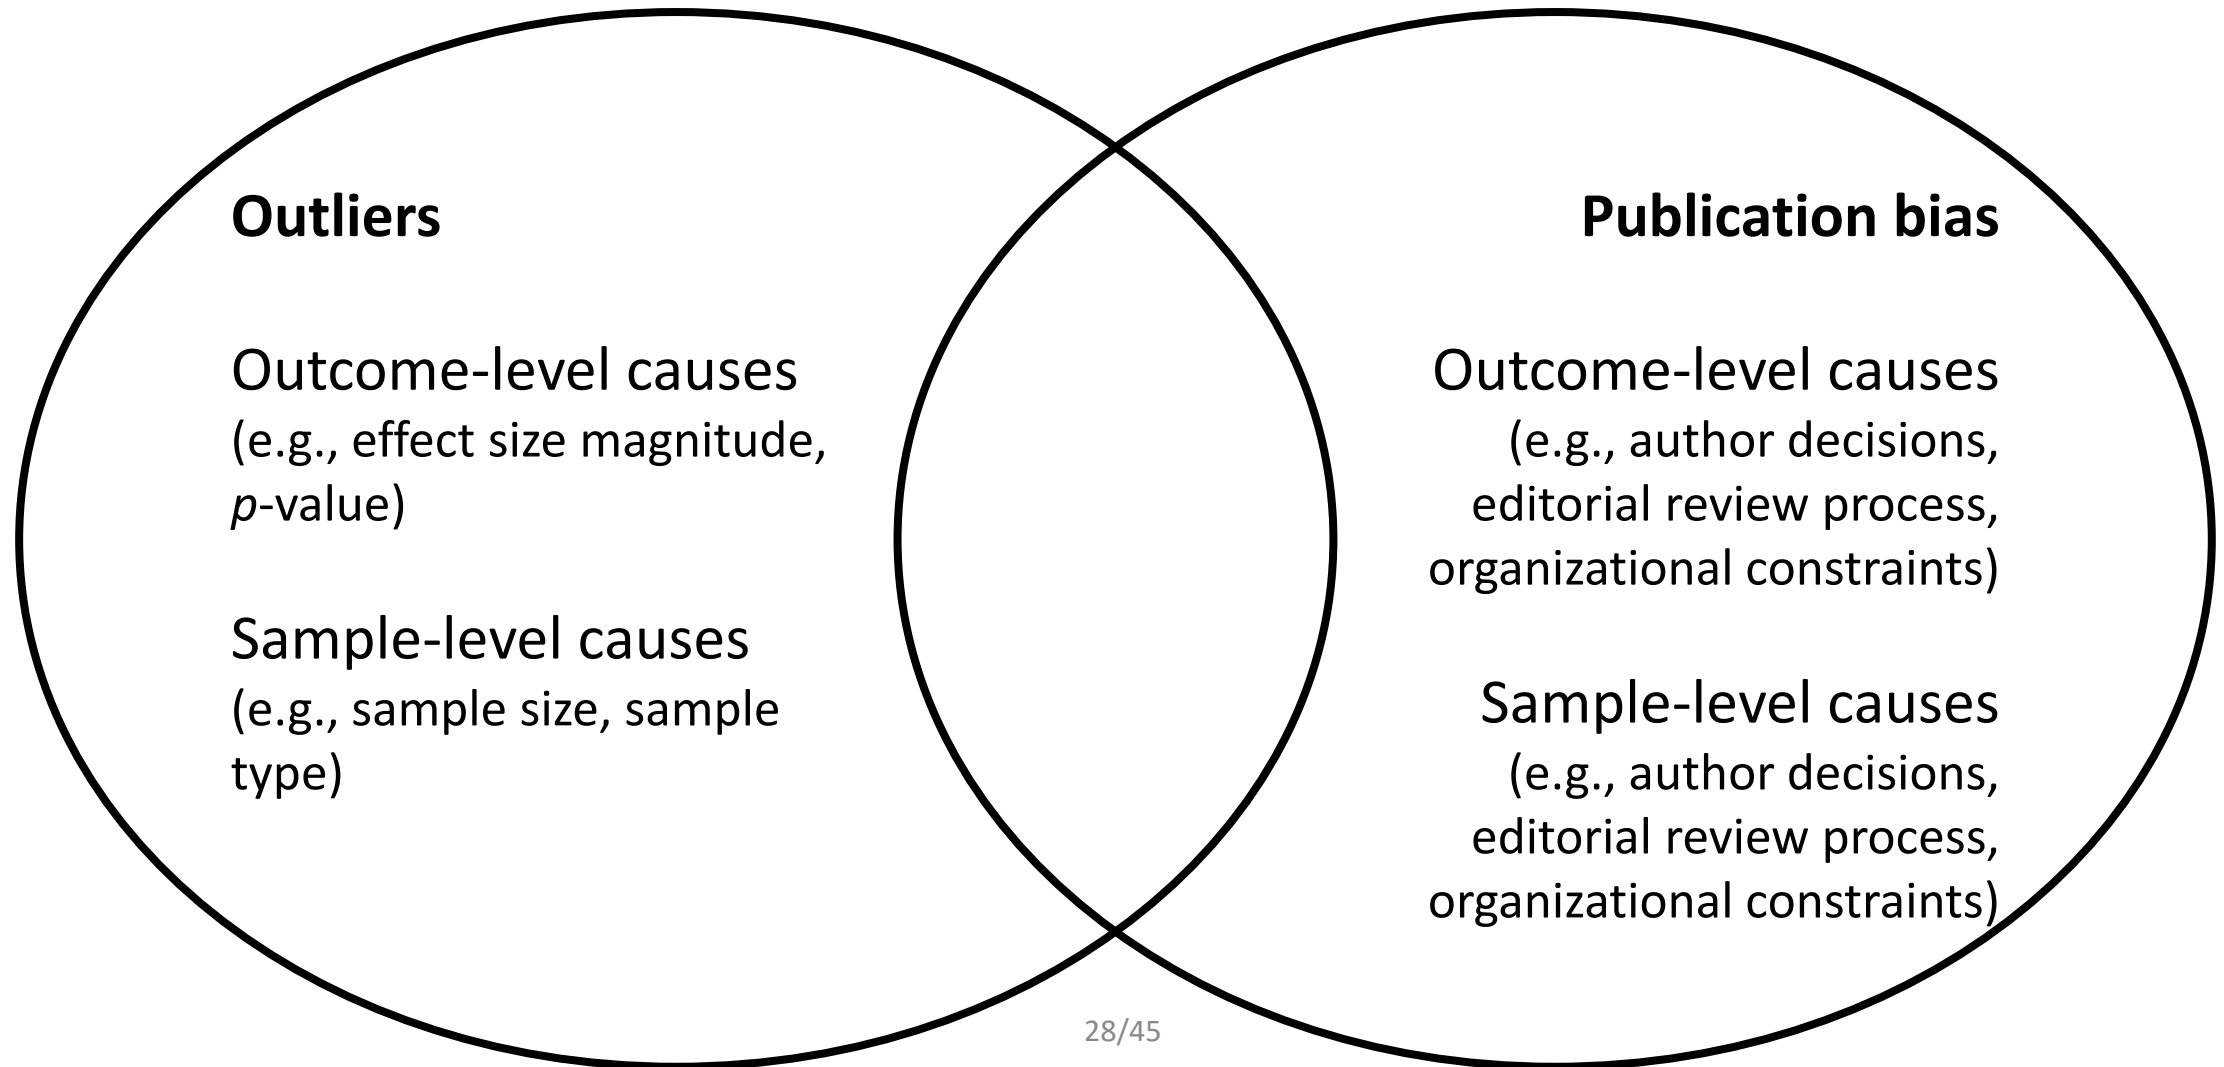 Outliers
Outcome-level causes
(e.g., effect size magnitude,
p-value)
Sample-level causes
(e.g., sample size, sample
type)
Publication bias
Outcome-level causes
(e.g., author decisions,
editorial review process,
organizational constraints)
Sample-level causes
(e.g., author decisions,
editorial review process,
organizational constraints)
28/45